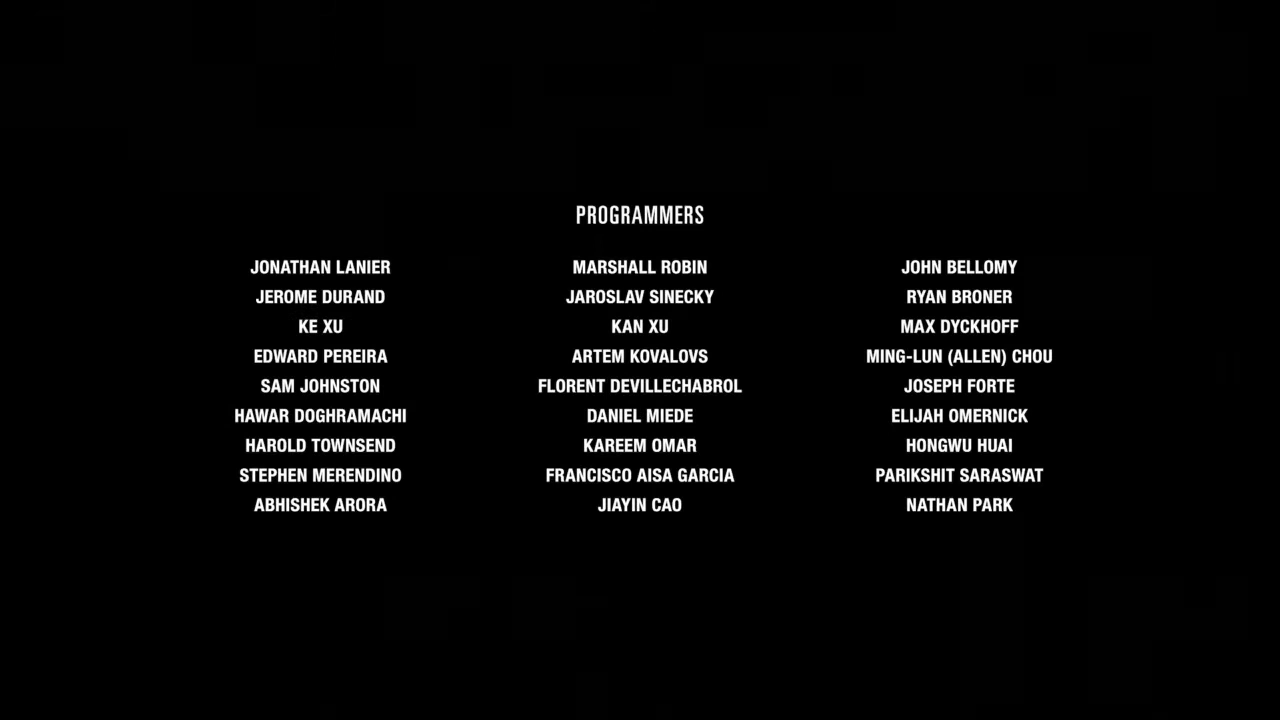 PROGRAMMERS
JONATHAN LANIER MARSHALL ROBIN JOHN BELLOMY
JEROME DURAND JAROSLAV SINECKY RYAN BRONER
KE XU KAN XU MAX DYCKHOFF
EDWARD PEREIRA ARTEM KOVALOVS MING-LUN (ALLEN) CHOU
SAM JOHNSTON FLORENT DEVILLECHABROL JOSEPH FORTE
HAWAR DOGHRAMACHI DANIEL MIEDE ELIJAH OMERNICK
HAROLD TOWNSEND KAREEM OMAR HONGWU HUAI
STEPHEN MERENDINO FRANCISCO AISA GARCIA PARIKSHIT SARASWAT
ABHISHEK ARORA JIAYIN CAO NATHAN PARK